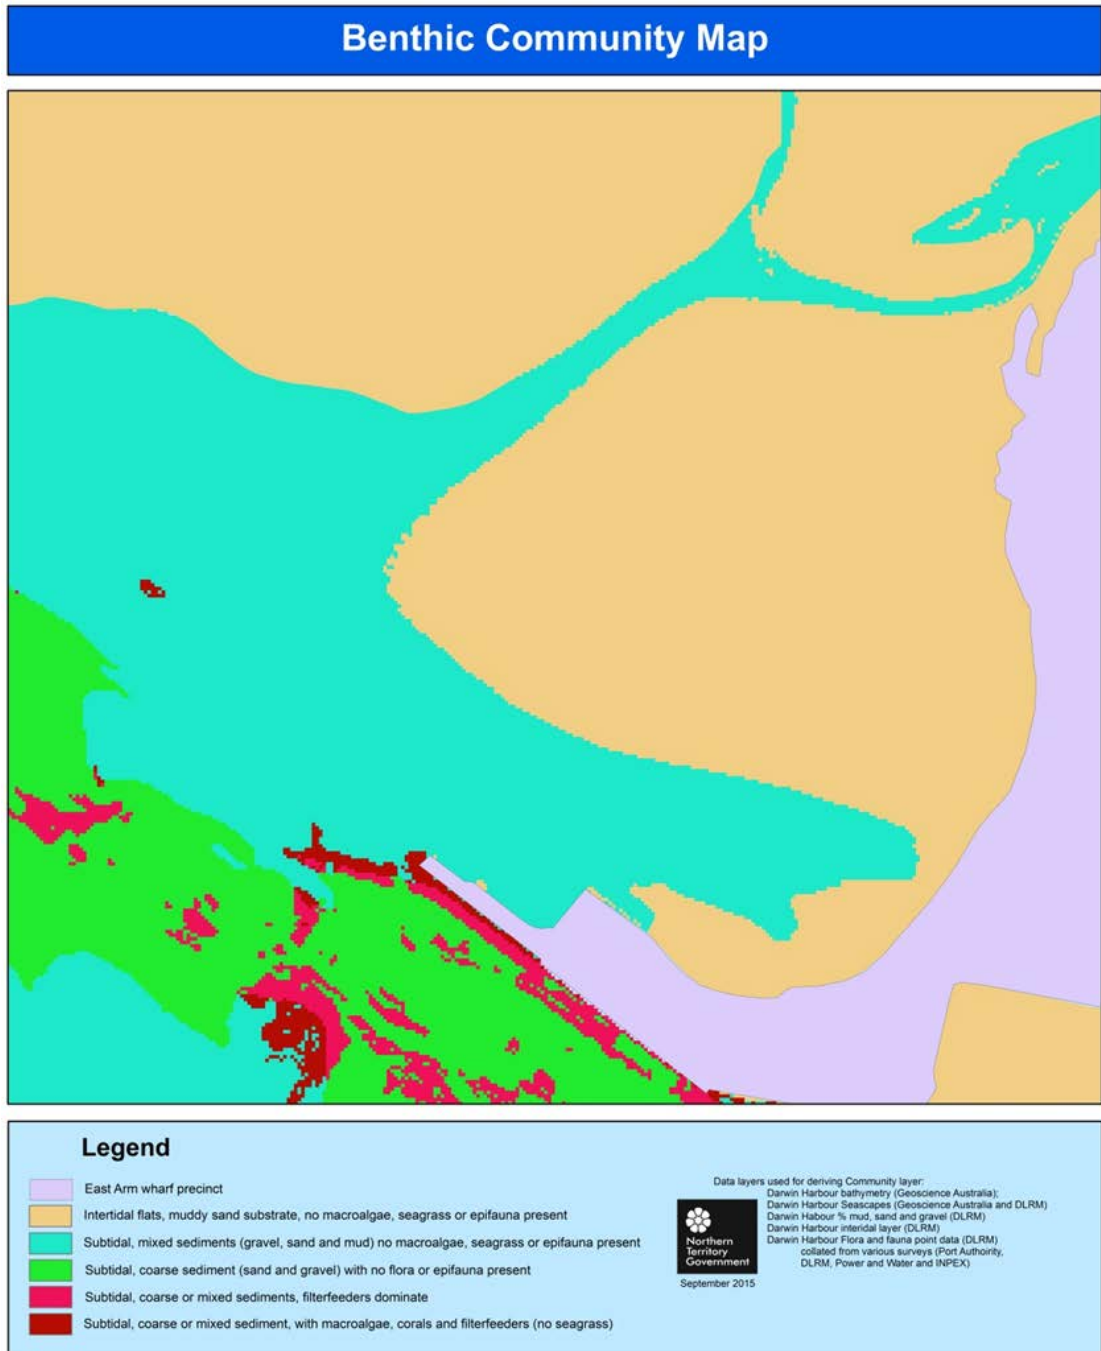 Benthic Community Map
Legend
East Arm wharf precinct
Intertidal flats, muddy sand substrate, no macroalgae, seagrass or epifauna present
Subtidal, mixed sediments (gravel, sand and mud) no macroalgae, seagrass or epifauna present
Subtidal, coarse sediment (sand and gravel) with no flora or epifauna present
Subtidal, coarse or mixed sediments, filterfeeders dominate
Subtidal, coarse or mixed sediment, with macroalgae, corals and filterfeeders (no seagrass)
Northern
Territory
Government
September 2015
Data layers used for deriving Community layer:
Darwin Harbour bathymetry (Geoscience Australia);
Darwin Harbour Seascapes (Geoscience Australia and DLRM)
Darwin Habour % mud, sand and gravel (DLRM)
Darwin Harbour interidal layer (DLRM)
Darwin Harbour Flora and fauna point data (DLRM)
collated from various surveys (Port Authoirity,
DLRM, Power and Water and INPEX)